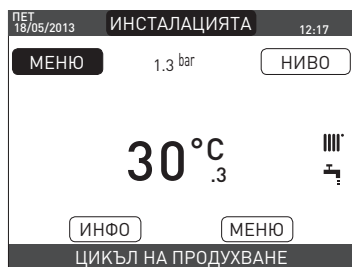 ПЕТ
18/05/2013 ИНСТАЛАЦИЯТА 12:17
МЕНЮ 1.3 bar НИВО
30°C
.3
ИНФО МЕНЮ
ЦИКЪЛ НА ПРОДУХВАНЕ